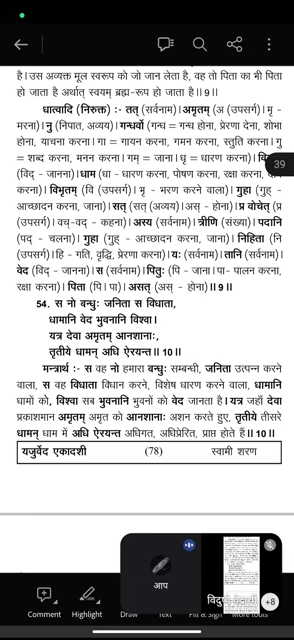 है। उस अव्यक्त मूल स्वरूप को जो जान लेता है, वह तो पिता का भी पिता
हो जाता है अर्थात् स्वयम् ब्रह्म-रूप हो जाता है।। 9 ।।
धात्वादि (निरुक्त) :- तत् (सर्वनाम)। अमृतम् (अ (उपसर्ग)। मृ -
मरना)। नु (निपात, अव्यय)। गन्धर्वो (गन्ध = गन्ध होना, प्रेरणा देना, शोभा
होना, याचना करना। गा = गायन करना, गमन करना, स्तुति करना। गृ
= शब्द करना, मनन करना। गम् = जाना। धृ = धारण करना)।
(विद् - जानना)। धाम (धा - धारण करना, पोषण करना, रक्षा करना,
39
करना)। विभृतम् (वि (उपसर्ग)। भृ - भरण करने वाला)। गुहा (गुह् -
आच्छादन करना, जाना)। सत् (सत् (अव्यय)। अस् - होना)। प्र वोचेत् (प्र
(उपसर्ग)। वच्-वद् - कहना)। अस्य (सर्वनाम)। त्रीणि (संख्या)। पदानि
(पद् - चलना)। गुहा (गुह् - आच्छादन करना, जाना)। निहिता (नि
(उपसर्ग)। हि - गति, वृद्धि, प्रेरणा करना)। यः (सर्वनाम)। तानि (सर्वनाम)।
वेद (विद् - जानना)। स (सर्वनाम)। पितुः (पि - जाना। पा- पालन करना,
रक्षा करना)। पिता (पि। पा)। असत् (अस् - होना)।। 9 ।।
54. स नो बन्धुः जनिता स विधाता,
धामानि वेद भुवनानि विश्वा।
यत्र देवा अमृतम् आनशानाः,
तृतीये धामन् अधि ऐरयन्त।। 10 ।।
मन्त्रार्थ :- स वह नो हमारा बन्धुः सम्बन्धी, जनिता उत्पन्न करने
वाला, स वह विधाता विधान करने, विशेष धारण करने वाला, धामानि
धामों को, विश्वा सब भुवनानि भुवनों को वेद जानता है। यत्र जहाँ देवा
प्रकाशमान अमृतम् अमृत को आनशानाः अशन करते हुए, तृतीये तीसरे
धामन् धाम में अधि ऐरयन्त अधिगत, अधिप्रेरित, प्राप्त होते हैं।। 10 ।।
यजुर्वेद एकादशी (78) स्वामी शरण
आप
+8
Comment Highlight Draw Text Fill & Sign More tools